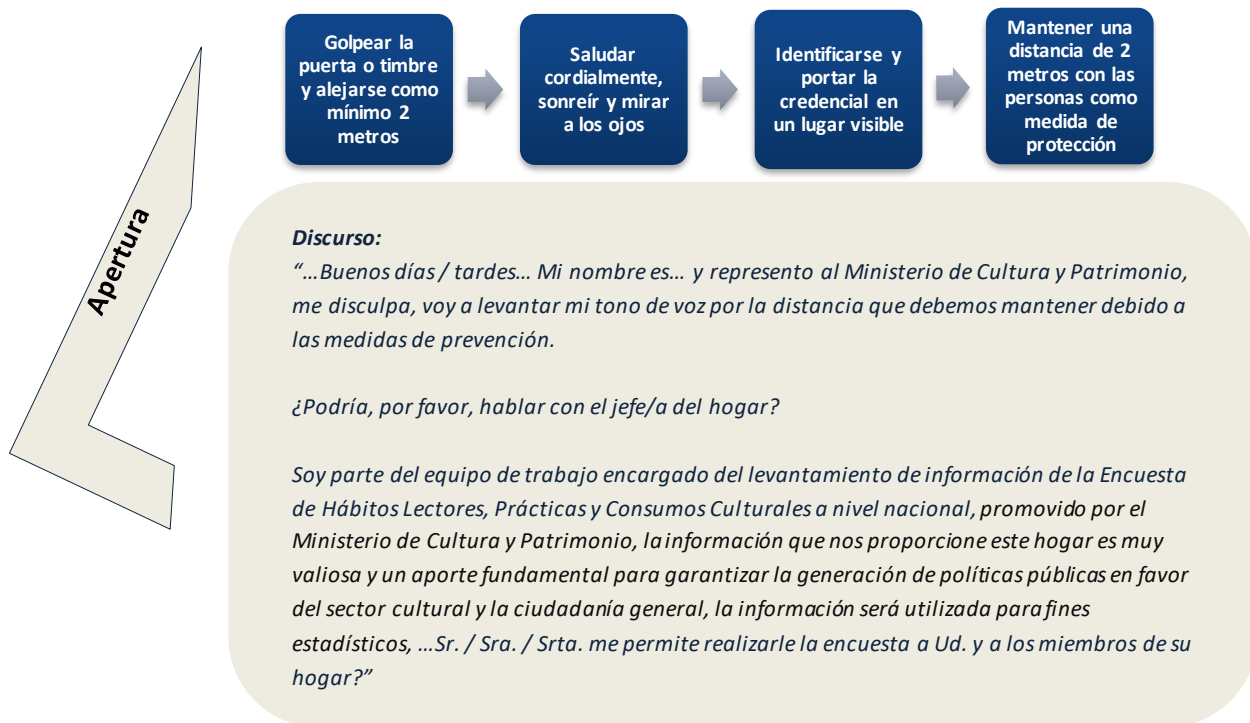 Golpear la
puerta o timbre
y alejarse como
mínimo 2
metros
Saludar
cordialmente,
sonreír y mirar
a los ojos
Identificarse y
portar la
credencial en
un lugar visible
Mantener una
distancia de 2
metros con las
personas como
medida de
protección
Apertura
Discurso:
“…Buenos días / tardes… Mi nombre es… y represento al Ministerio de Cultura y Patrimonio,
me disculpa, voy a levantar mi tono de voz por la distancia que debemos mantener debido a
las medidas de prevención.
¿Podría, por favor, hablar con el jefe/a del hogar?
Soy parte del equipo de trabajo encargado del levantamiento de información de la Encuesta
de Hábitos Lectores, Prácticas y Consumos Culturales a nivel nacional, promovido por el
Ministerio de Cultura y Patrimonio, la información que nos proporcione este hogar es muy
valiosa y un aporte fundamental para garantizar la generación de políticas públicas en favor
del sector cultural y la ciudadanía general, la información será utilizada para fines
estadísticos, …Sr. / Sra. / Srta. me permite realizarle la encuesta a Ud. y a los miembros de su
hogar?”